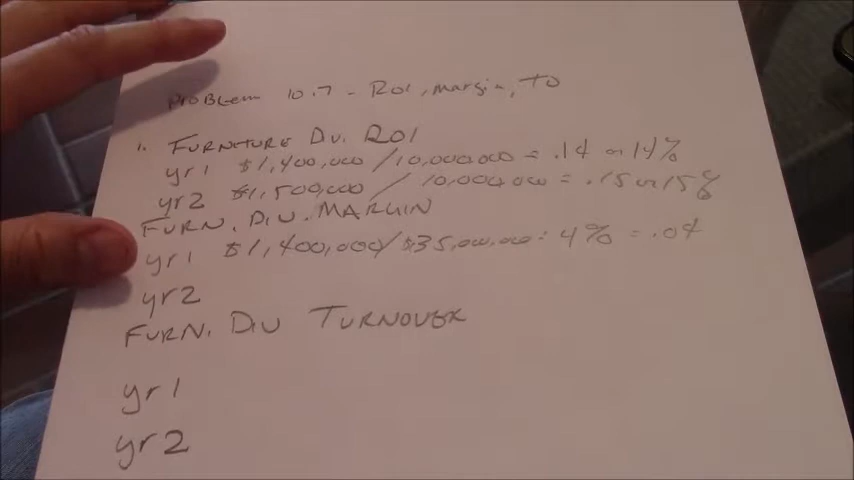 Problem 10.7 - ROI, margin, TO
1. FURNITURE DIV. ROI
yr1 $1,400,000 / 10,000,000 = .14 or 14%
yr2 $1,500,000 / 10,000,000 = .15 or 15%
FURN. DIV. MARGIN
yr1 $1,400,000 / $35,000,000 = 4% = .04
yr2
FURN. DIV TURNOVER
yr1
yr2